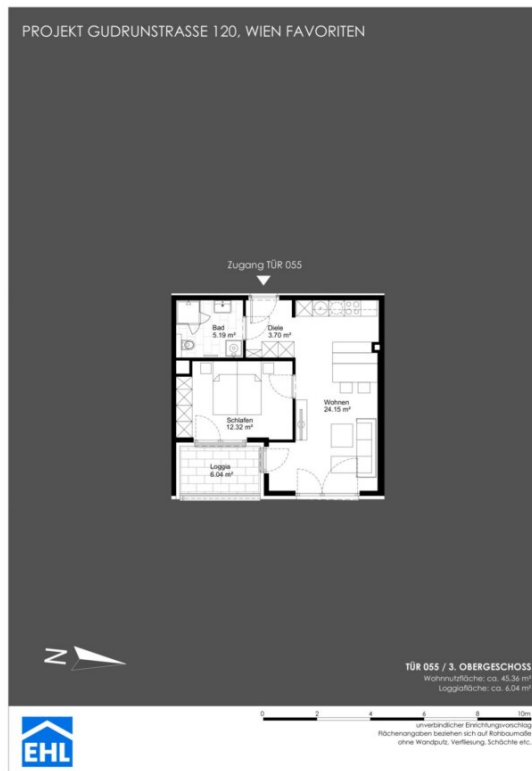 PROJEKT GUDRUNSTRASSE 120, WIEN FAVORITEN
Zugang TÜR 055
Bad
5.19 m²
Diele
3.70 m²
Wohnen
24.15 m²
Schlafen
12.32 m²
Loggia
6.04 m²
N
TÜR 055 / 3. OBERGESCHOSS
Wohnnutzfläche: ca. 45.36 m²
Loggiafläche: ca. 6.04 m²
0 2 4 6 8 10m
unverbindlicher Einrichtungsvorschlag
Flächenangaben beziehen sich auf Rohbaumaße
ohne Wandputz, Verfliesung, Schächte etc.
EHL